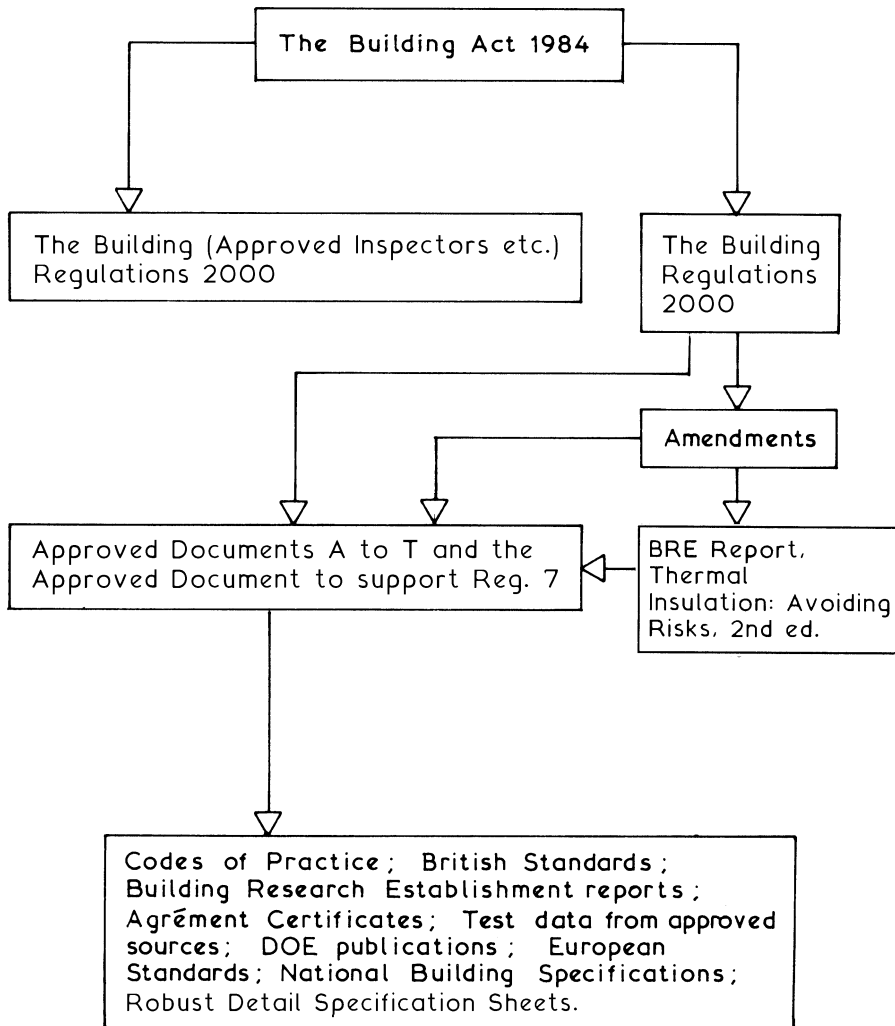 The Building Act 1984
The Building (Approved Inspectors etc.)
Regulations 2000
The Building
Regulations
2000
Amendments
Approved Documents A to T and the
Approved Document to support Reg. 7
BRE Report,
Thermal
Insulation: Avoiding
Risks, 2nd ed.
Codes of Practice; British Standards;
Building Research Establishment reports;
Agrément Certificates; Test data from approved
sources; DOE publications; European
Standards; National Building Specifications;
Robust Detail Specification Sheets.